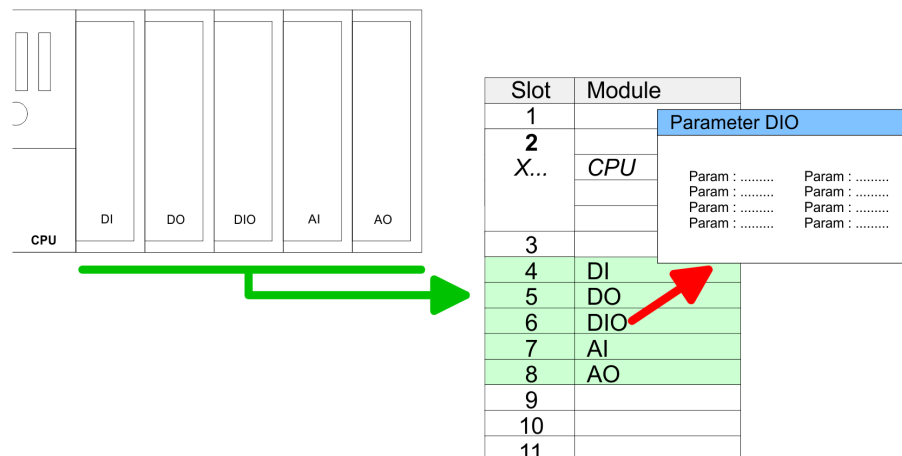 DI DO DIO AI AO
CPU
Slot Module
1
2
X... CPU
3
4 DI
5 DO
6 DIO
7 AI
8 AO
9
10
11
Parameter DIO
Param : ......... Param : .........
Param : ......... Param : .........
Param : ......... Param : .........
Param : ......... Param : .........